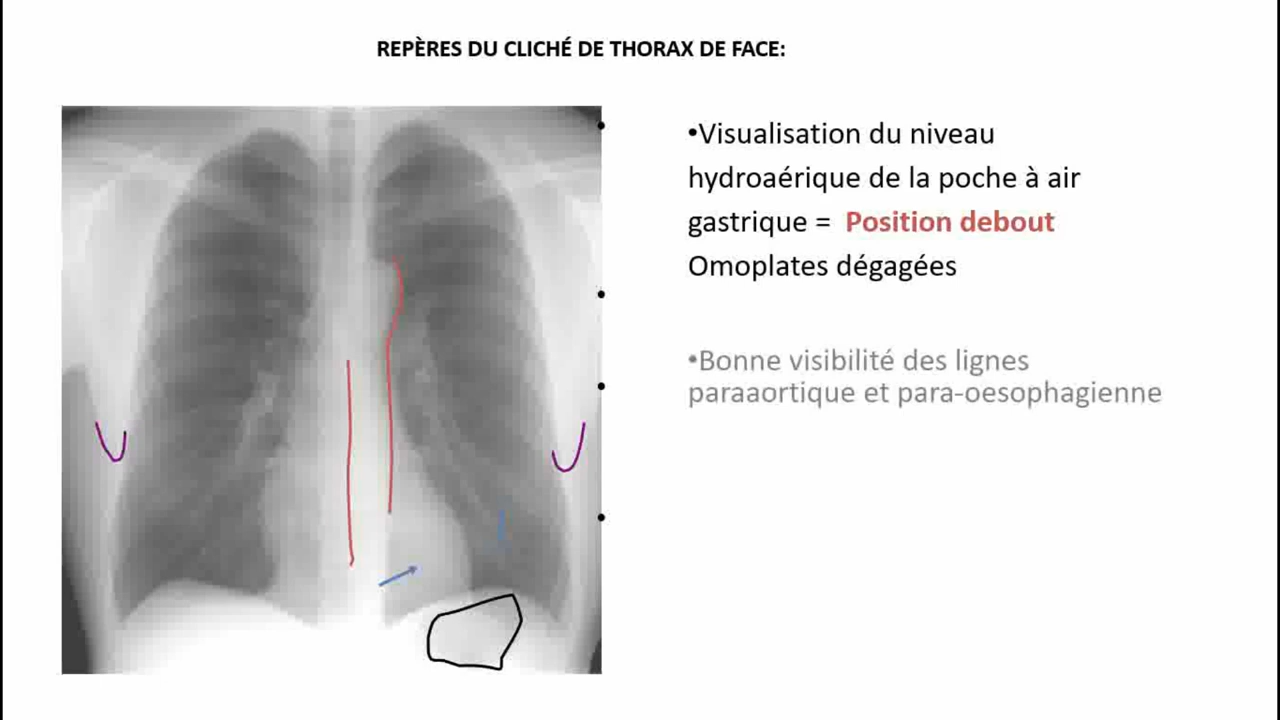 REPÈRES DU CLICHÉ DE THORAX DE FACE:
•Visualisation du niveau
hydroaérique de la poche à air
gastrique = Position debout
Omoplates dégagées
•Bonne visibilité des lignes
paraaortique et para-oesophagienne